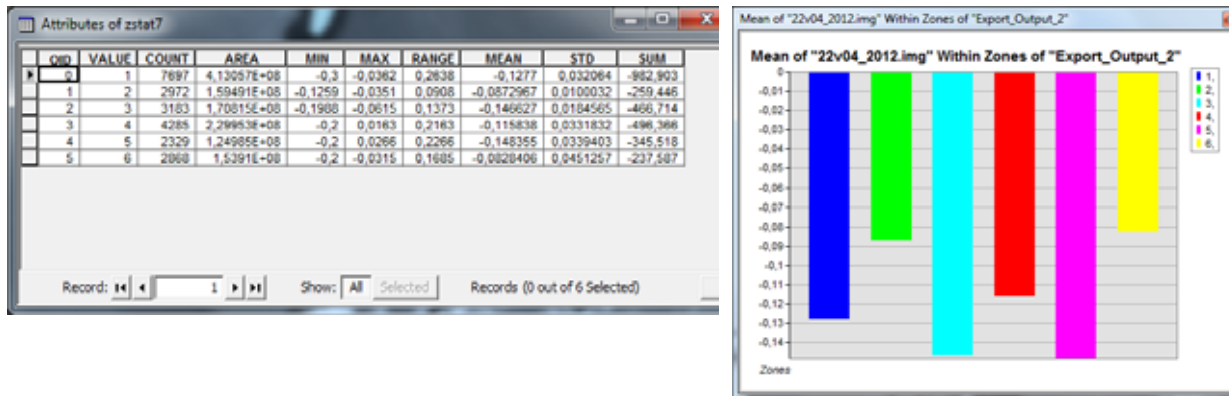 Attributes of zstat7
OID VALUE COUNT AREA MIN MAX RANGE MEAN STD SUM
0 1 7697 4,13057E+08 -0,3 -0,0362 0,2638 -0,1277 0,032064 -982,903
1 2 2972 1,59491E+08 -0,1259 -0,0351 0,0908 -0,0872967 0,0100032 -259,446
2 3 3183 1,70815E+08 -0,1988 -0,0615 0,1373 -0,146627 0,0184565 -466,714
3 4 4285 2,29953E+08 -0,2 0,0163 0,2163 -0,115838 0,0331832 -496,366
4 5 2329 1,24985E+08 -0,2 0,0266 0,2266 -0,148355 0,0339403 -345,518
5 6 2868 1,5391E+08 -0,2 -0,0315 0,1685 -0,0828406 0,0451257 -237,587
Record: 1 Show: All Selected Records (0 out of 6 Selected)
Mean of "22v04_2012.img" Within Zones of "Export_Output_2"
Mean of "22v04_2012.img" Within Zones of "Export_Output_2"
0
-0,01
-0,02
-0,03
-0,04
-0,05
-0,06
-0,07
-0,08
-0,09
-0,1
-0,11
-0,12
-0,13
-0,14
Zones
1,
2,
3,
4,
5,
6,